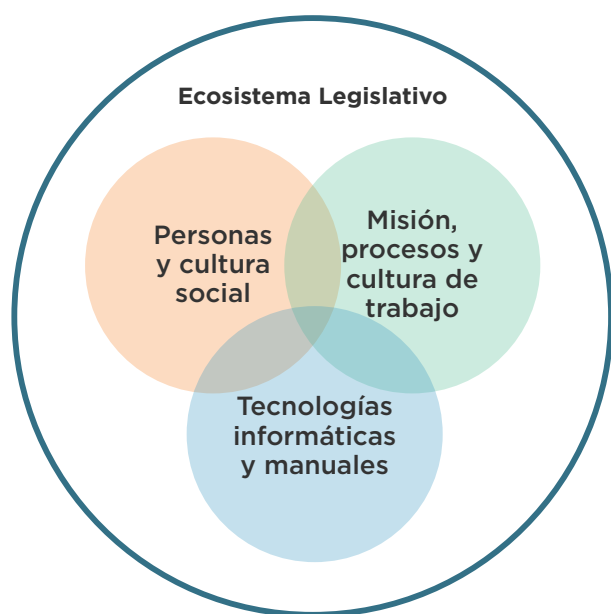 Ecosistema Legislativo
Personas
y cultura
social
Misión,
procesos y
cultura de
trabajo
Tecnologías
informáticas
y manuales